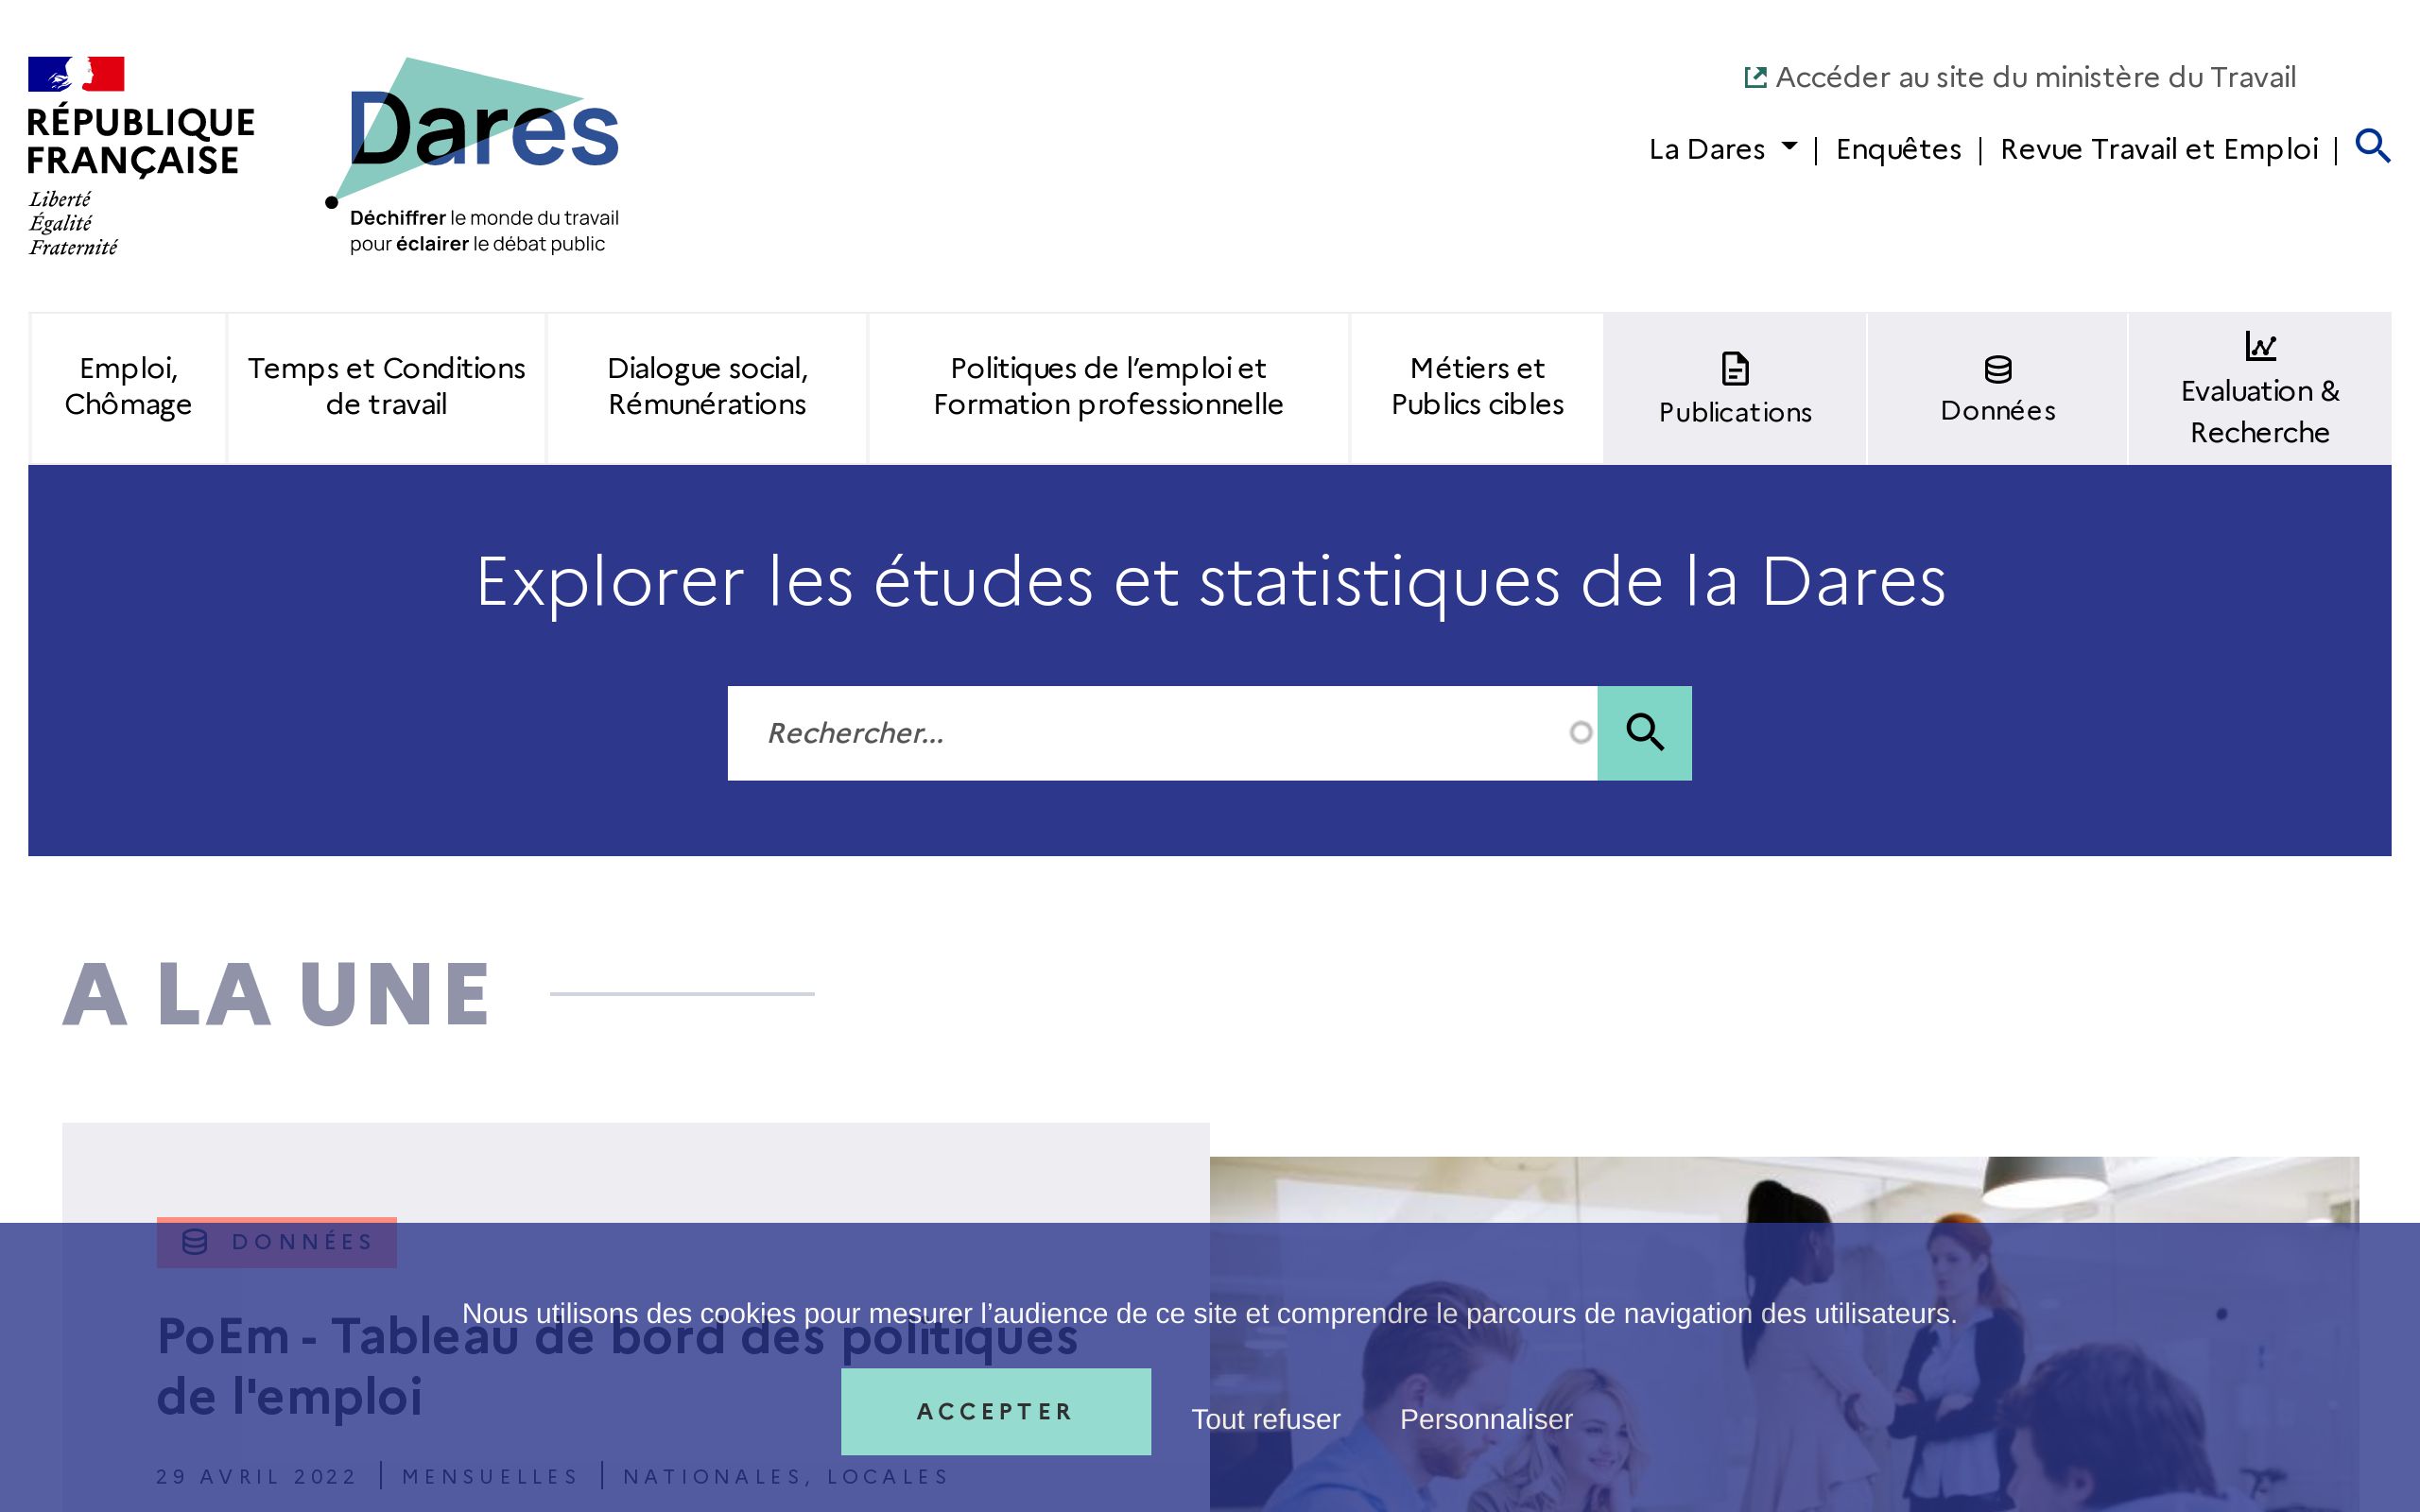 RÉPUBLIQUE
FRANÇAISE
Liberté
Égalité
Fraternité
Dares
Déchiffrer le monde du travail
pour éclairer le débat public
Accéder au site du ministère du Travail
La Dares | Enquêtes | Revue Travail et Emploi |
Emploi,
Chômage
Temps et Conditions
de travail
Dialogue social,
Rémunérations
Politiques de l’emploi et
Formation professionnelle
Métiers et
Publics cibles
Publications
Données
Evaluation &
Recherche
Explorer les études et statistiques de la Dares
Rechercher...
A LA UNE
DONNÉES
PoEm - Tableau de bord des politiques
de l'emploi
29 AVRIL 2022 | MENSUELLES | NATIONALES, LOCALES
Nous utilisons des cookies pour mesurer l’audience de ce site et comprendre le parcours de navigation des utilisateurs.
ACCEPTER
Tout refuser
Personnaliser